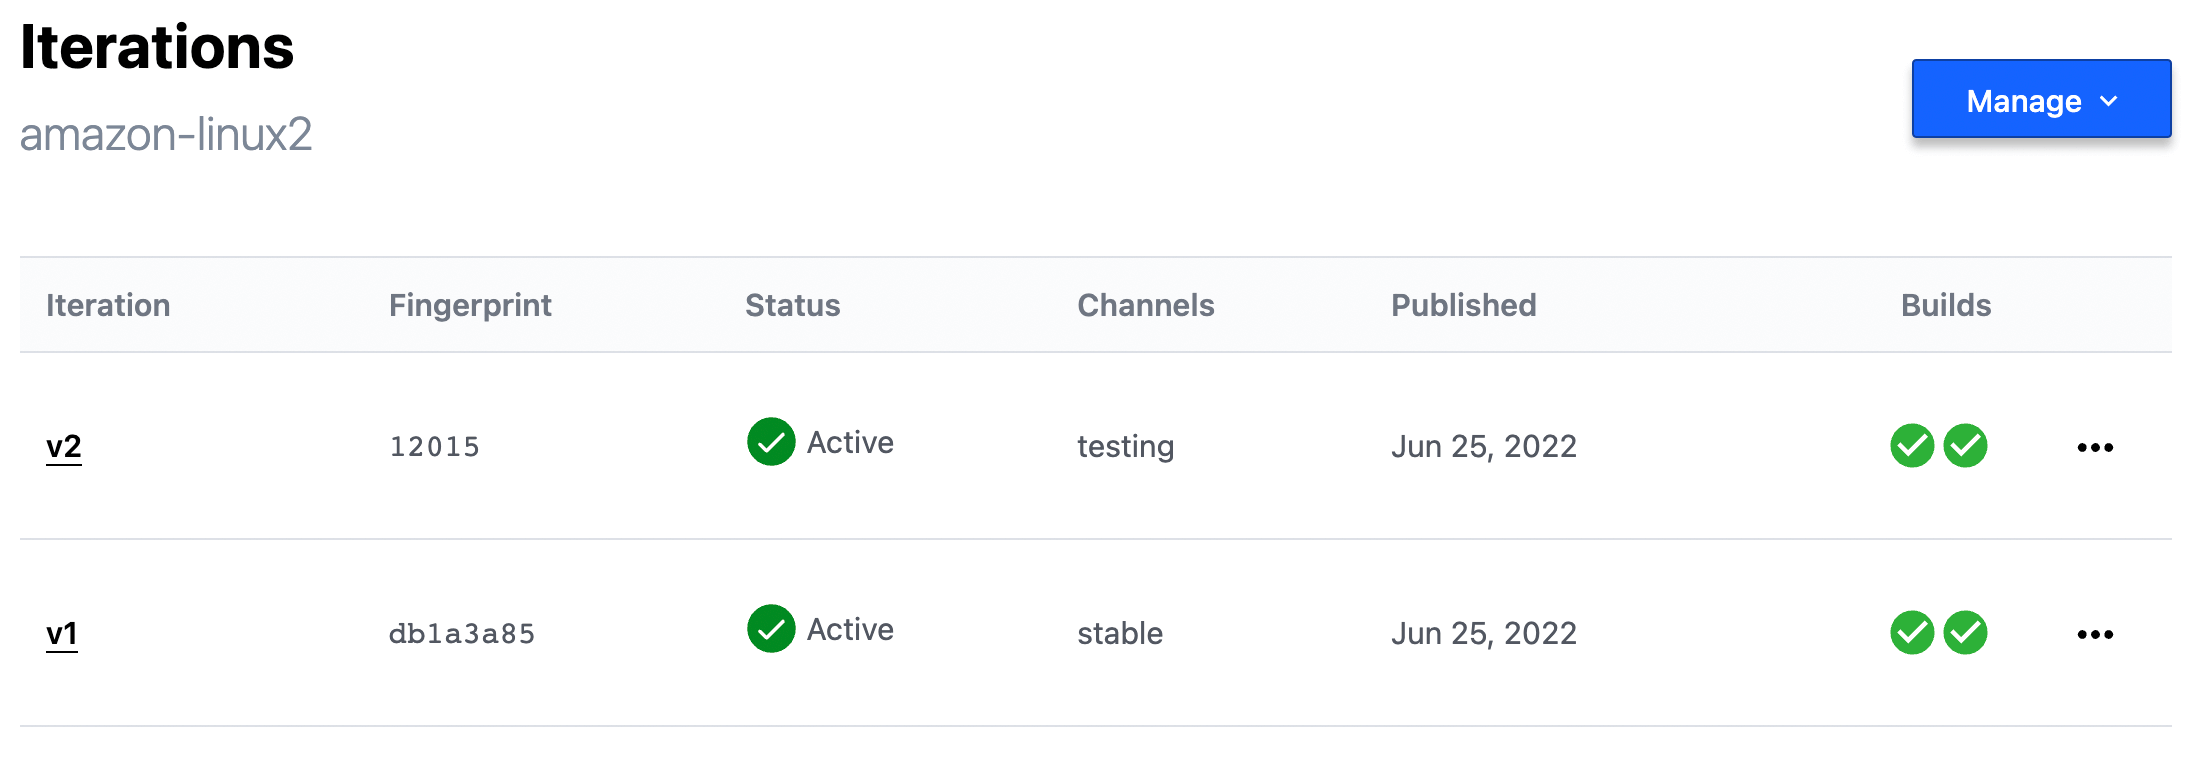 Iterations
Manage
amazon-linux2
Iteration Fingerprint Status Channels Published Builds
v2 12015 Active testing Jun 25, 2022
v1 db1a3a85 Active stable Jun 25, 2022